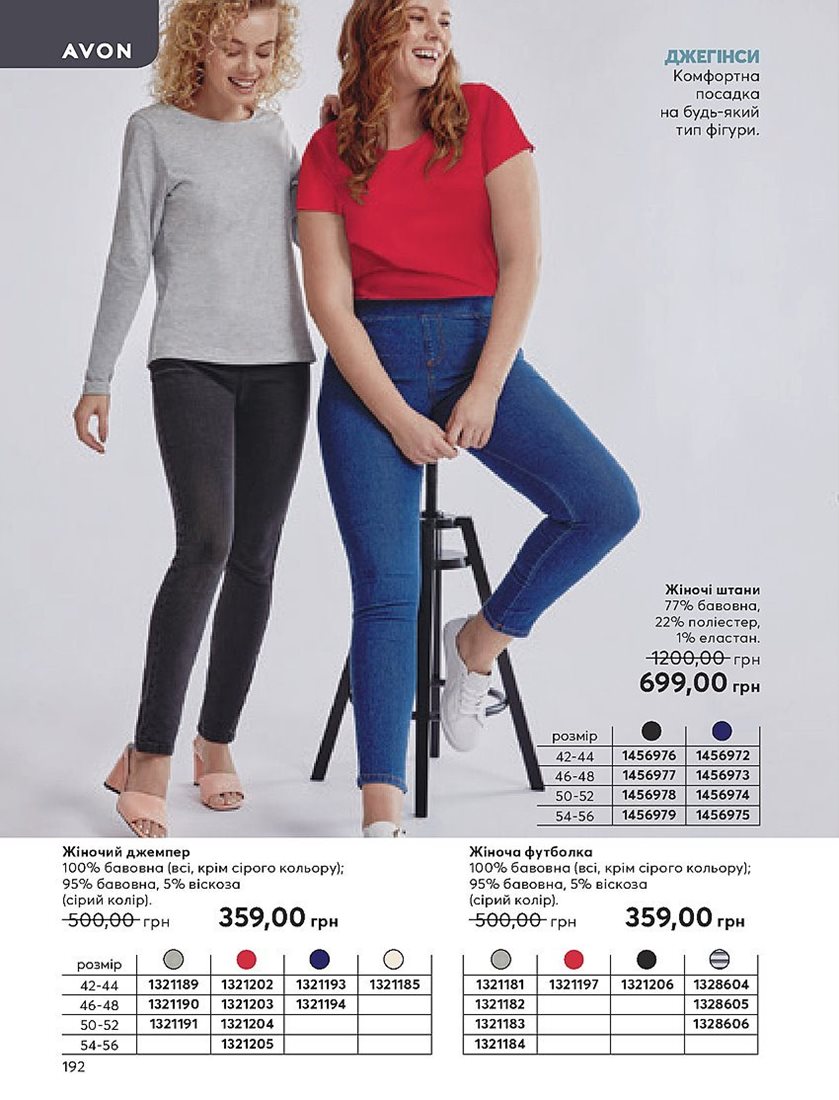 AVON
ДЖЕГІНСИ
Комфортна
посадка
на будь-який
тип фігури.
Жіночі штани
77% бавовна,
22% поліестер,
1% еластан.
1200,00 грн
699,00 грн
розмір
42-44 1456976 1456972
46-48 1456977 1456973
50-52 1456978 1456974
54-56 1456979 1456975
Жіночий джемпер
100% бавовна (всі, крім сірого кольору);
95% бавовна, 5% віскоза
(сірий колір).
500,00 грн 359,00 грн
розмір
42-44 1321189 1321202 1321193 1321185
46-48 1321190 1321203 1321194
50-52 1321191 1321204
54-56 1321205
Жіноча футболка
100% бавовна (всі, крім сірого кольору);
95% бавовна, 5% віскоза
(сірий колір).
500,00 грн 359,00 грн
1321181 1321197 1321206 1328604
1321182 1328605
1321183 1328606
1321184
192